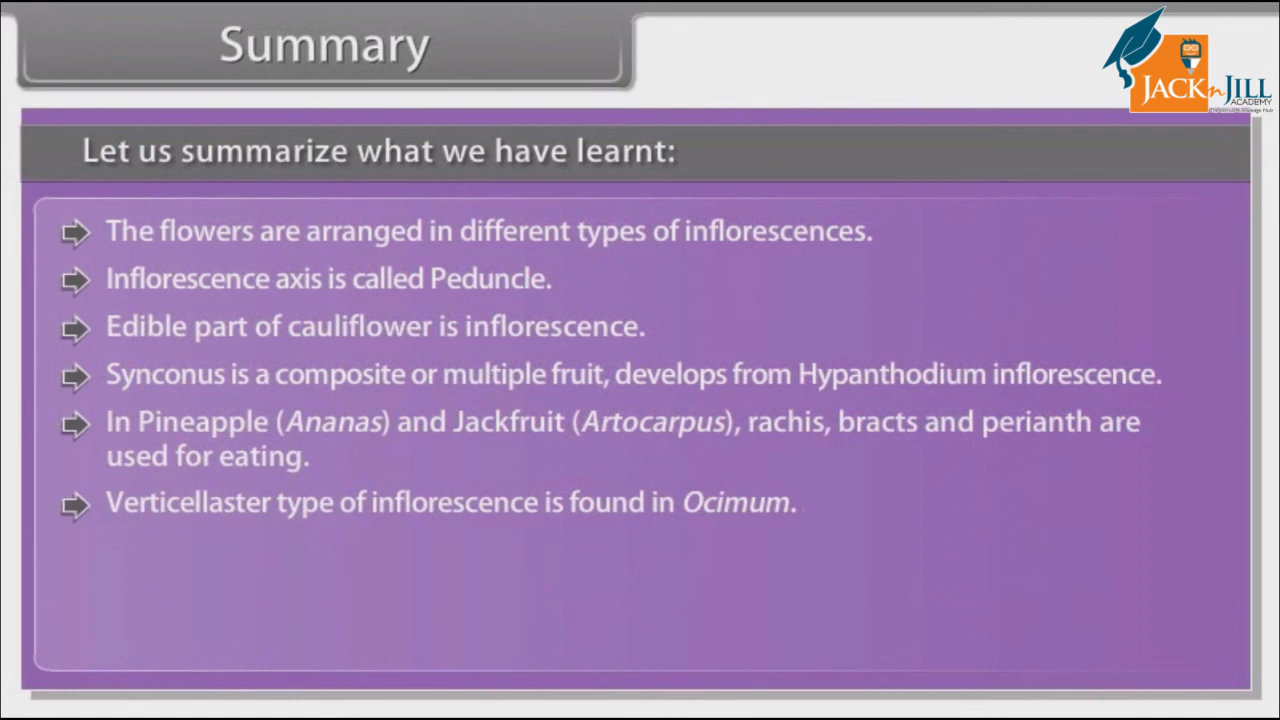 Summary
JACK n JILL
ACADEMY
Let us summarize what we have learnt:
The flowers are arranged in different types of inflorescences.
Inflorescence axis is called Peduncle.
Edible part of cauliflower is inflorescence.
Synconus is a composite or multiple fruit, develops from Hypanthodium inflorescence.
In Pineapple (Ananas) and Jackfruit (Artocarpus), rachis, bracts and perianth are
used for eating.
Verticellaster type of inflorescence is found in Ocimum.